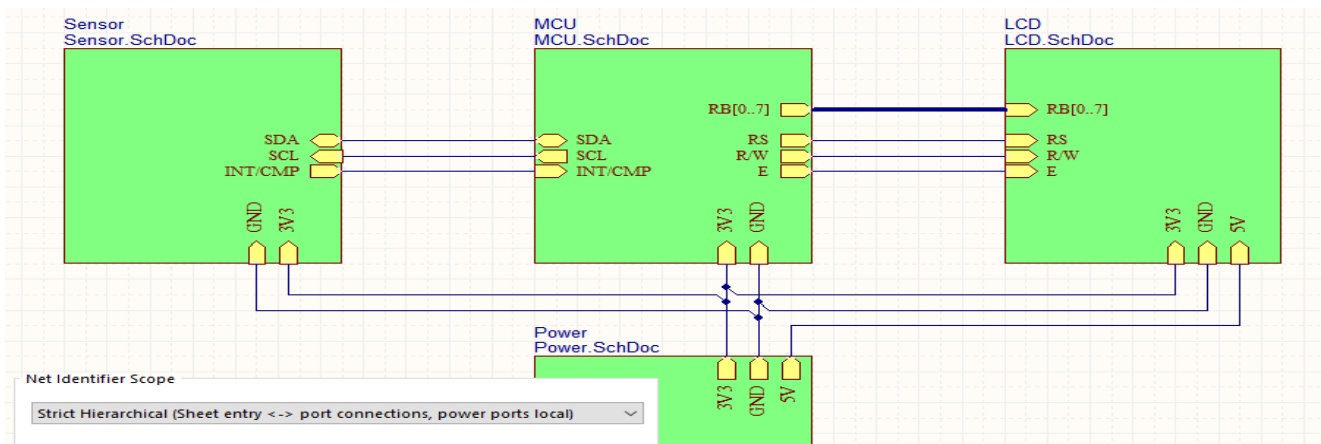 Sensor
Sensor.SchDoc
MCU
MCU.SchDoc
LCD
LCD.SchDoc
SDA
SCL
INT/CMP
GND
3V3
RB[0..7]
SDA
SCL
INT/CMP
RS
R/W
E
3V3
GND
RB[0..7]
RS
R/W
E
3V3
GND
5V
Power
Power.SchDoc
3V3
GND
5V
Net Identifier Scope
Strict Hierarchical (Sheet entry <-> port connections, power ports local)